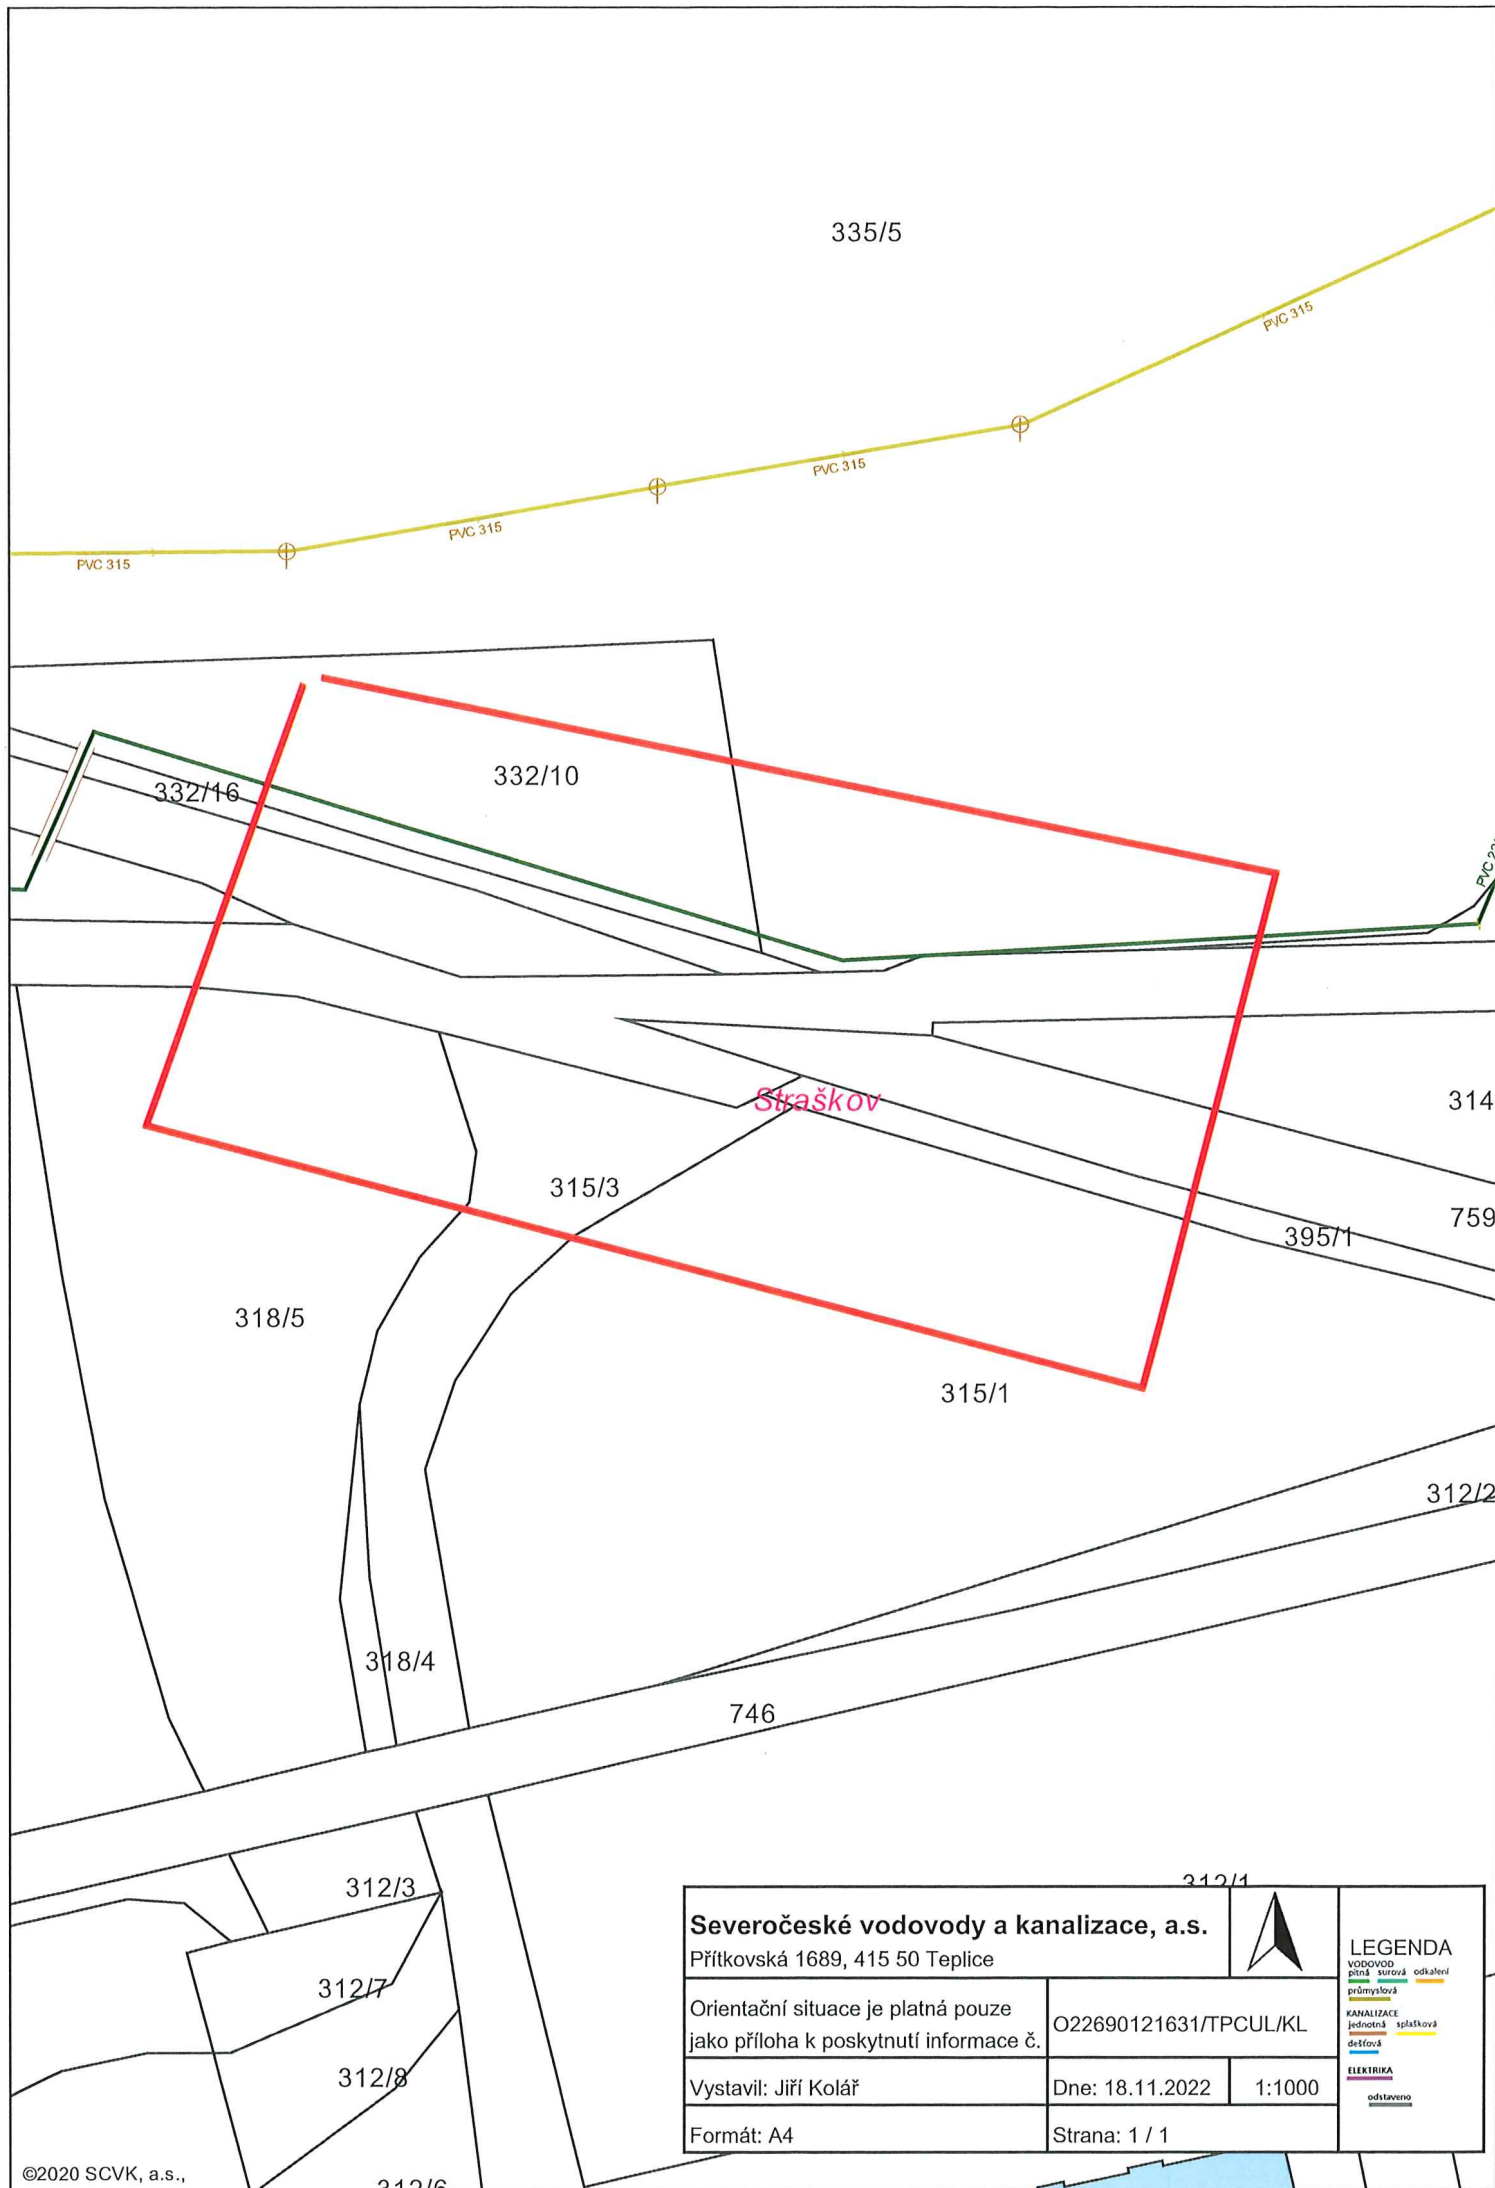 335/5
PVC 315
PVC 315
PVC 315
PVC 315
332/10
332/16
Straškov
314
315/3
759
395/1
318/5
315/1
312/2
318/4
746
312/3
312/1
312/7
312/8
312/6
Severočeské vodovody a kanalizace, a.s.
Přítkovská 1689, 415 50 Teplice
Orientační situace je platná pouze
jako příloha k poskytnutí informace č.
O22690121631/TPCUL/KL
Vystavil: Jiří Kolář
Dne: 18.11.2022
1:1000
Formát: A4
Strana: 1 / 1
LEGENDA
VODOVOD
pitná surová odkalení
průmyslová
KANALIZACE
jednotná splašková
dešťová
ELEKTRIKA
odstaveno
©2020 SCVK, a.s.,